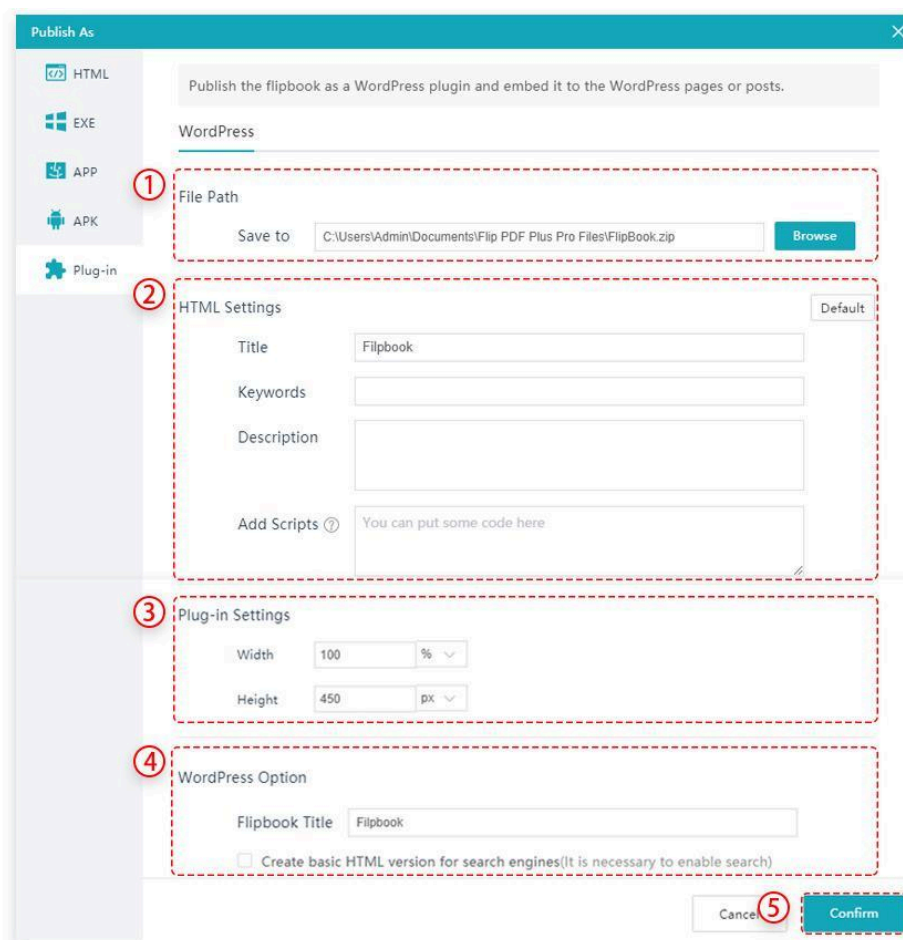 Publish As
HTML
EXE
APP
APK
Plug-in
Publish the flipbook as a WordPress plugin and embed it to the WordPress pages or posts.
WordPress
①
File Path
Save to C:\Users\Admin\Documents\Flip PDF Plus Pro Files\FlipBook.zip Browse
②
HTML Settings Default
Title Filpbook
Keywords
Description
Add Scripts ? You can put some code here
③
Plug-in Settings
Width 100 %
Height 450 px
④
WordPress Option
Flipbook Title Filpbook
Create basic HTML version for search engines(It is necessary to enable search)
Cancel ⑤ Confirm